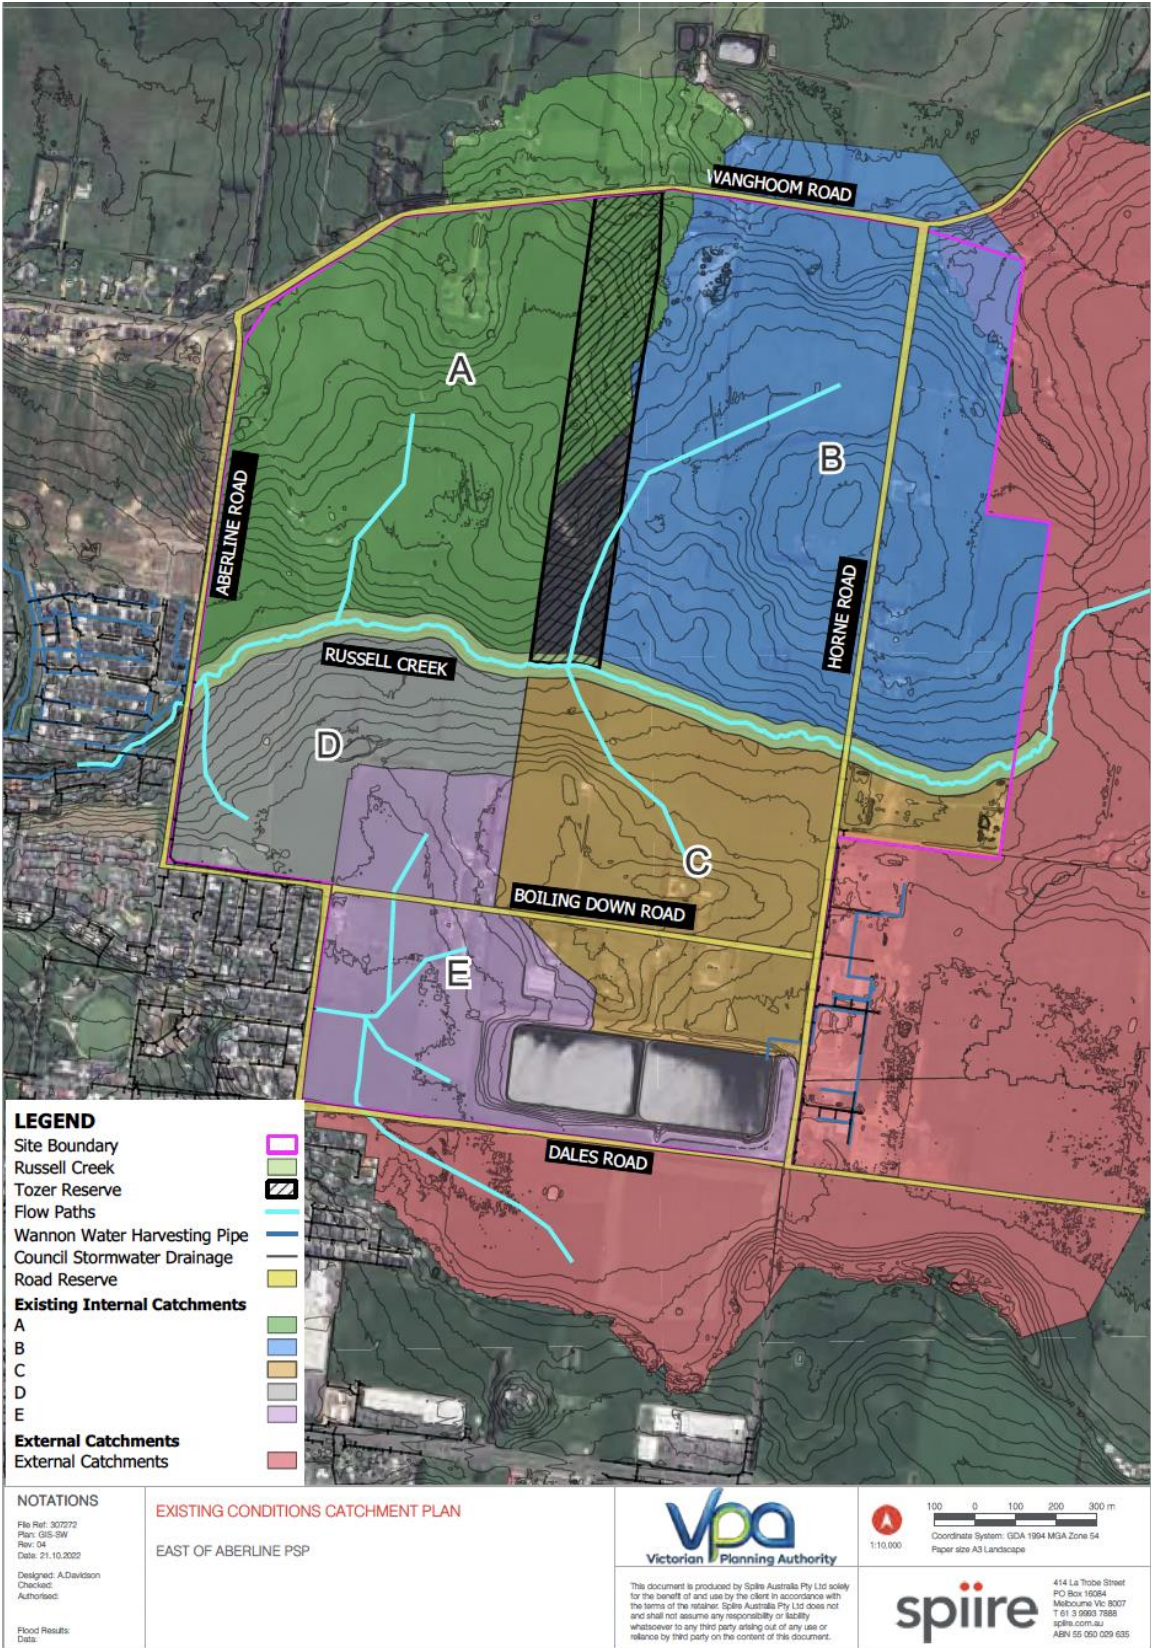 WANGHOOM ROAD
A
B
ABERLINE ROAD
HORNE ROAD
RUSSELL CREEK
D
C
BOILING DOWN ROAD
E
DALES ROAD
LEGEND
Site Boundary
Russell Creek
Tozer Reserve
Flow Paths
Wannon Water Harvesting Pipe
Council Stormwater Drainage
Road Reserve
Existing Internal Catchments
A
B
C
D
E
External Catchments
External Catchments
NOTATIONS
File Ref: 307272
Plan: GIS-SW
Rev: 04
Date: 21.10.2022
Designed: A.Davidson
Checked:
Authorised:
Flood Results:
Data:
EXISTING CONDITIONS CATCHMENT PLAN
EAST OF ABERLINE PSP
vpa
Victorian Planning Authority
This document is produced by Spiire Australia Pty Ltd solely
for the benefit of and use by the client in accordance with
the terms of the retainer. Spiire Australia Pty Ltd does not
and shall not assume any responsibility or liability
whatsoever to any third party arising out of any use or
reliance by third party on the content of this document.
1:10,000
100 0 100 200 300 m
Coordinate System: GDA 1994 MGA Zone 54
Paper size A3 Landscape
spiire
414 La Trobe Street
PO Box 16084
Melbourne Vic 8007
T 61 3 9993 7888
spiire.com.au
ABN 55 050 029 635